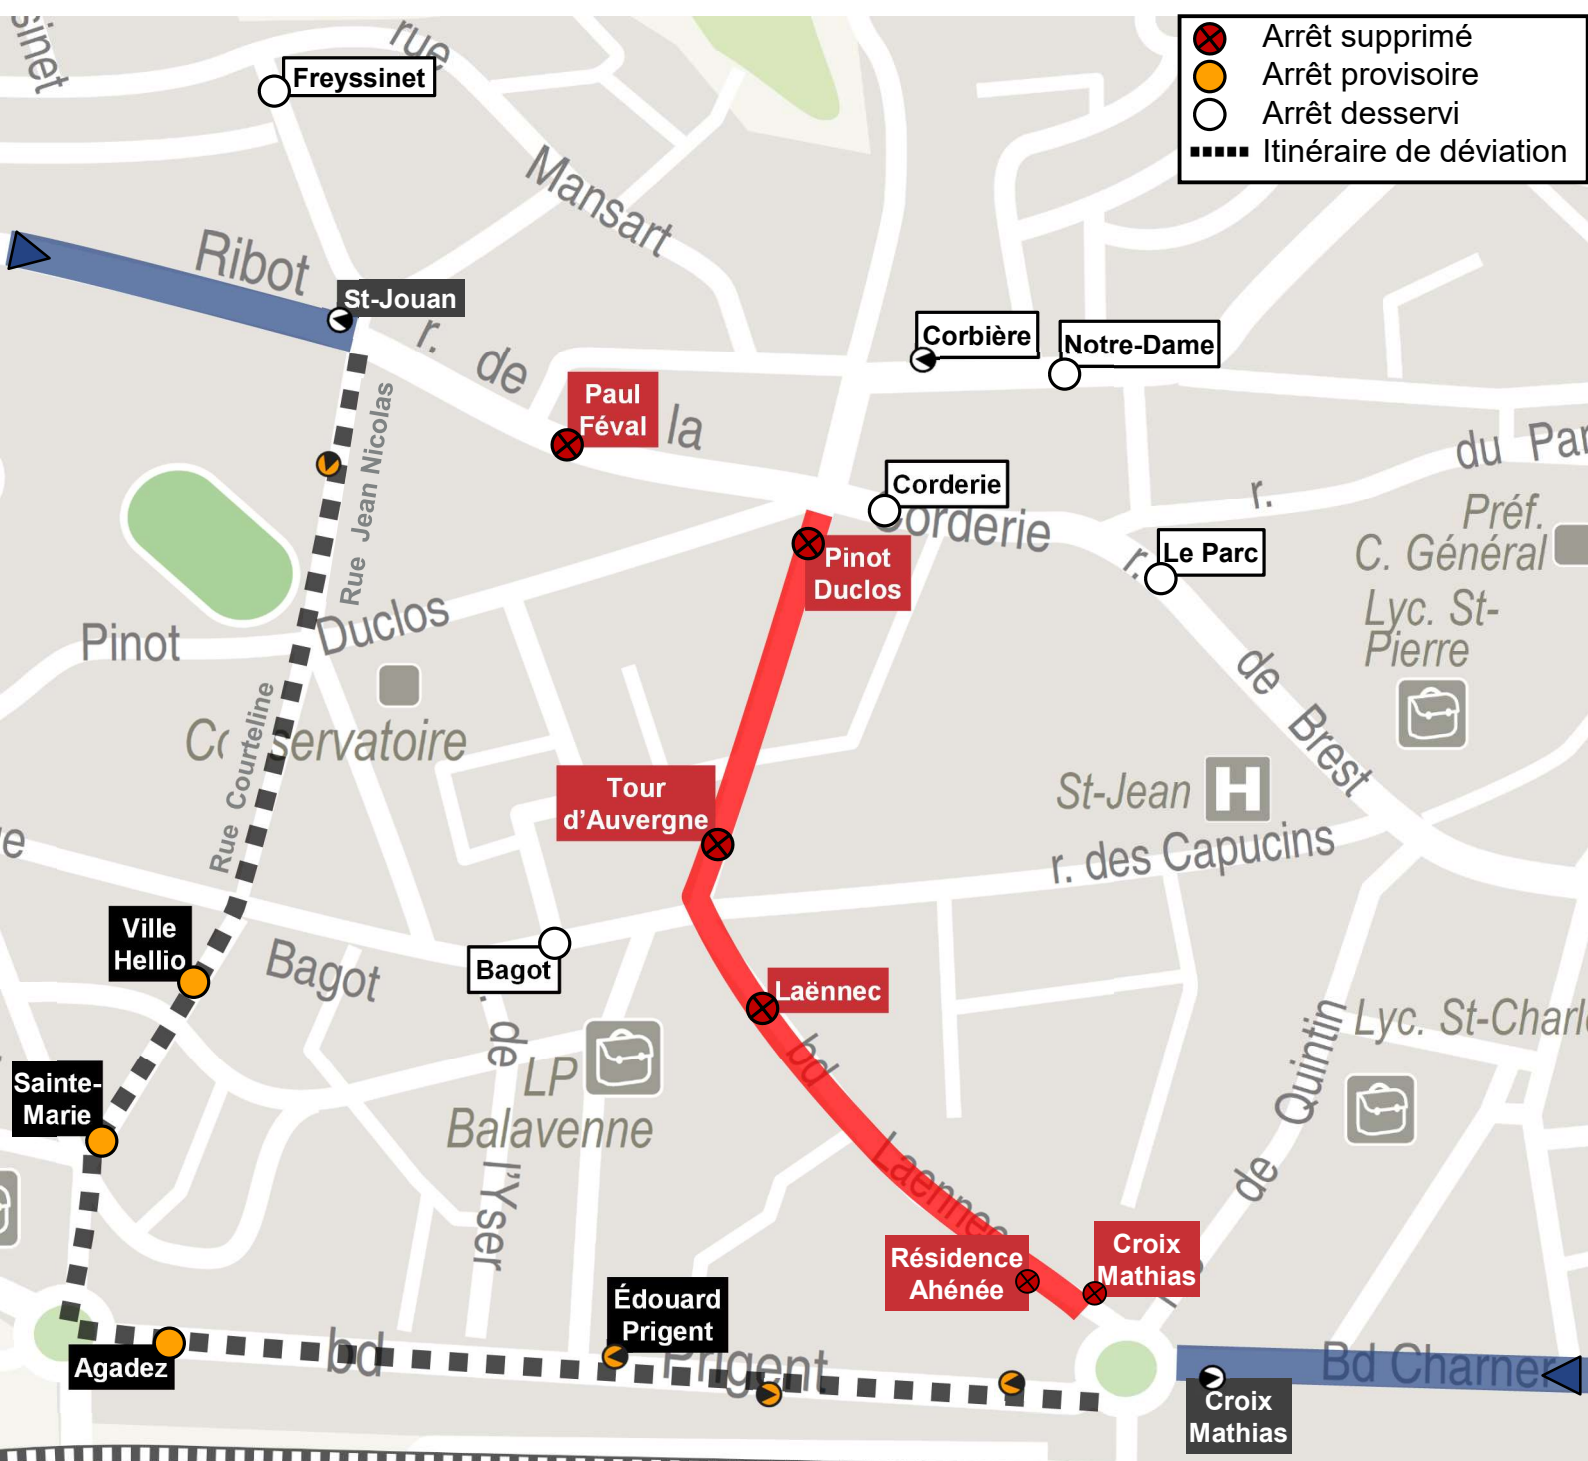 Arrêt supprimé
Arrêt provisoire
Arrêt desservi
Itinéraire de déviation
sinet
rue
Freyssinet
Mansart
Ribot
St-Jouan
r. de la Corderie
Paul
Féval
Corbière
Notre-Dame
Corderie
r. du Par
Préf.
C. Général
Le Parc
Lyc. St-
Pierre
r. de Brest
Rue Jean Nicolas
Pinot Duclos
Pinot
Duclos
Conservatoire
Rue Courteline
Tour
d'Auvergne
St-Jean
H
r. des Capucins
Ville
Hellio
Bagot
Bagot
Laënnec
bd Laennec
de l'Yser
LP
Balavenne
Lyc. St-Charl
de Quintin
Sainte-
Marie
Résidence
Ahénée
Croix
Mathias
Édouard
Prigent
Agadez
bd Prigent
Bd Charner
Croix
Mathias